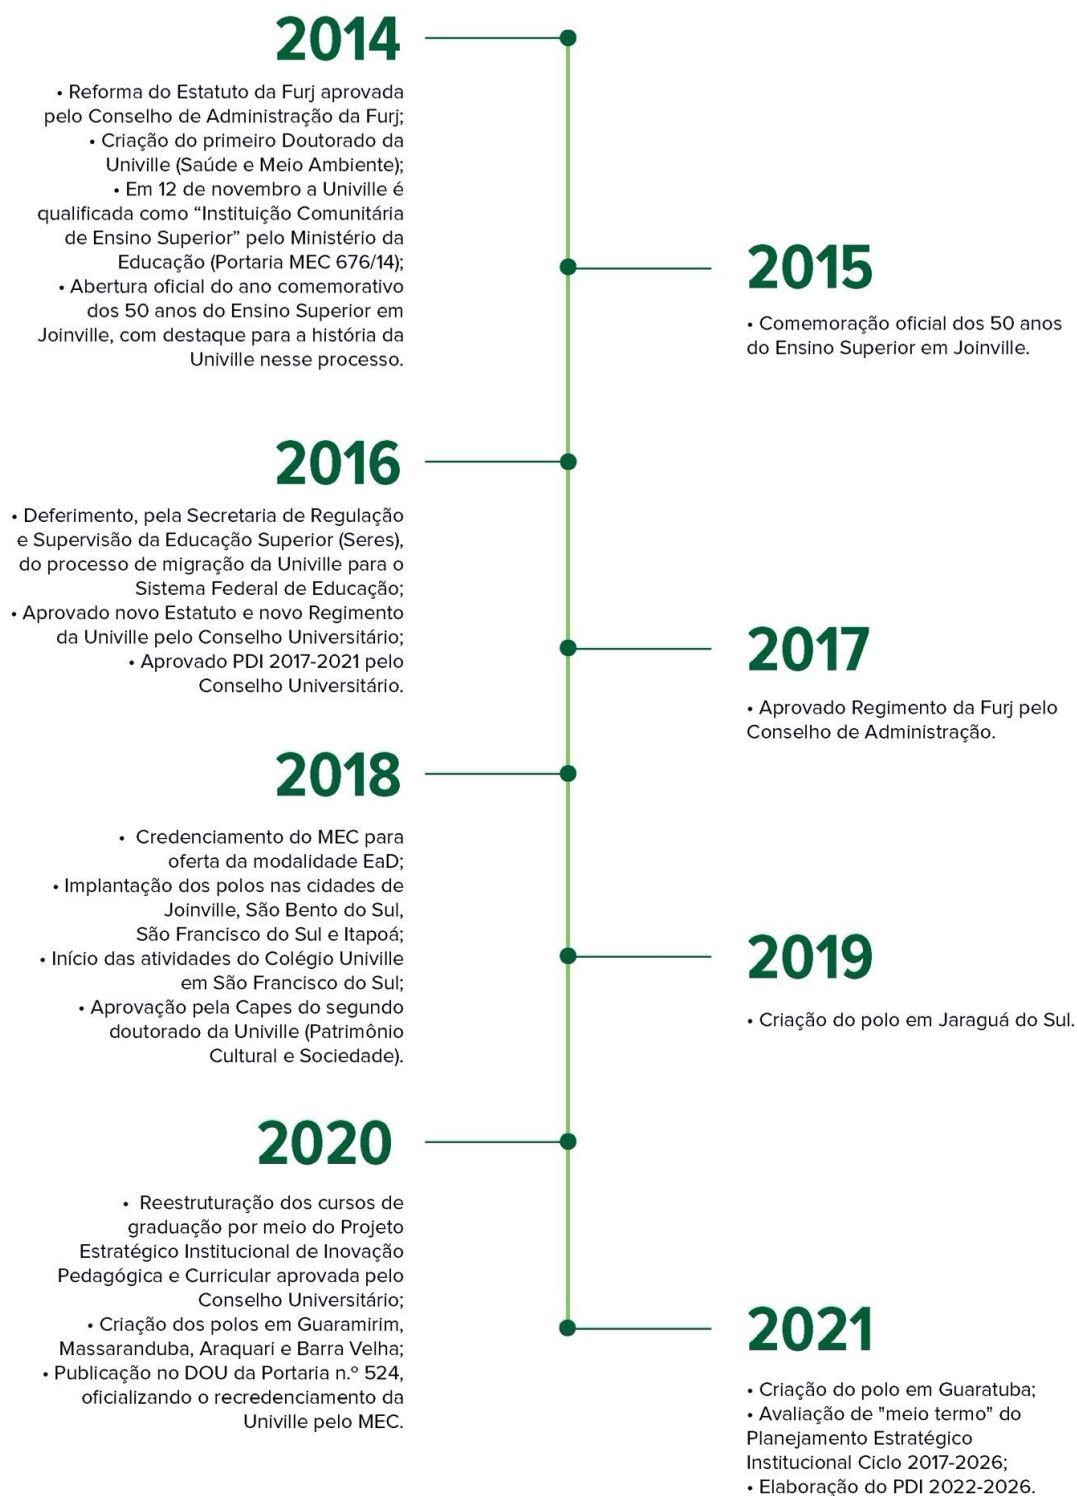 2014
• Reforma do Estatuto da Furj aprovada
pelo Conselho de Administração da Furj;
• Criação do primeiro Doutorado da
Univille (Saúde e Meio Ambiente);
• Em 12 de novembro a Univille é
qualificada como “Instituição Comunitária
de Ensino Superior” pelo Ministério da
Educação (Portaria MEC 676/14);
• Abertura oficial do ano comemorativo
dos 50 anos do Ensino Superior em
Joinville, com destaque para a história da
Univille nesse processo.
2015
• Comemoração oficial dos 50 anos
do Ensino Superior em Joinville.
2016
• Deferimento, pela Secretaria de Regulação
e Supervisão da Educação Superior (Seres),
do processo de migração da Univille para o
Sistema Federal de Educação;
• Aprovado novo Estatuto e novo Regimento
da Univille pelo Conselho Universitário;
• Aprovado PDI 2017-2021 pelo
Conselho Universitário.
2017
• Aprovado Regimento da Furj pelo
Conselho de Administração.
2018
• Credenciamento do MEC para
oferta da modalidade EaD;
• Implantação dos polos nas cidades de
Joinville, São Bento do Sul,
São Francisco do Sul e Itapoá;
• Início das atividades do Colégio Univille
em São Francisco do Sul;
• Aprovação pela Capes do segundo
doutorado da Univille (Patrimônio
Cultural e Sociedade).
2019
• Criação do polo em Jaraguá do Sul.
2020
• Reestruturação dos cursos de
graduação por meio do Projeto
Estratégico Institucional de Inovação
Pedagógica e Curricular aprovada pelo
Conselho Universitário;
• Criação dos polos em Guaramirim,
Massaranduba, Araquari e Barra Velha;
• Publicação no DOU da Portaria n.º 524,
oficializando o recredenciamento da
Univille pelo MEC.
2021
• Criação do polo em Guaratuba;
• Avaliação de "meio termo" do
Planejamento Estratégico
Institucional Ciclo 2017-2026;
• Elaboração do PDI 2022-2026.